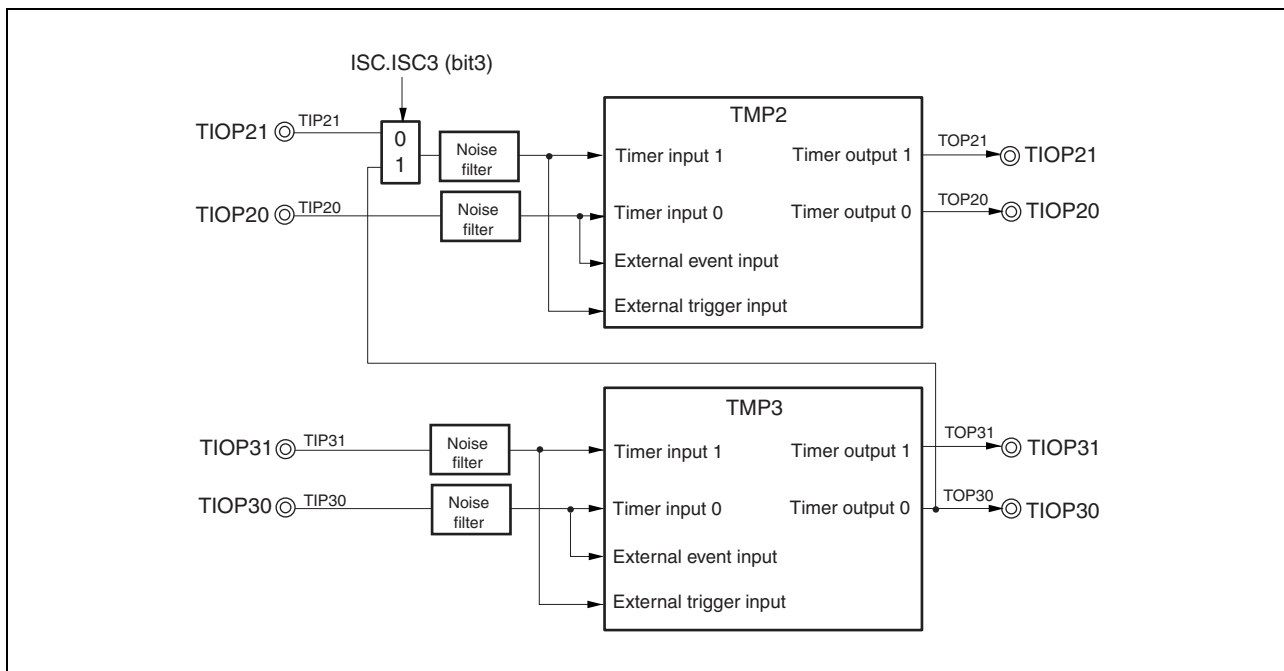 ISC.ISC3 (bit3)
TIOP21
TIP21
0
1
Noise
filter
TIOP20
TIP20
Noise
filter
TMP2
Timer input 1
Timer output 1
Timer input 0
Timer output 0
External event input
External trigger input
TOP21
TIOP21
TOP20
TIOP20
TIOP31
TIP31
Noise
filter
TIOP30
TIP30
Noise
filter
TMP3
Timer input 1
Timer output 1
Timer input 0
Timer output 0
External event input
External trigger input
TOP31
TIOP31
TOP30
TIOP30